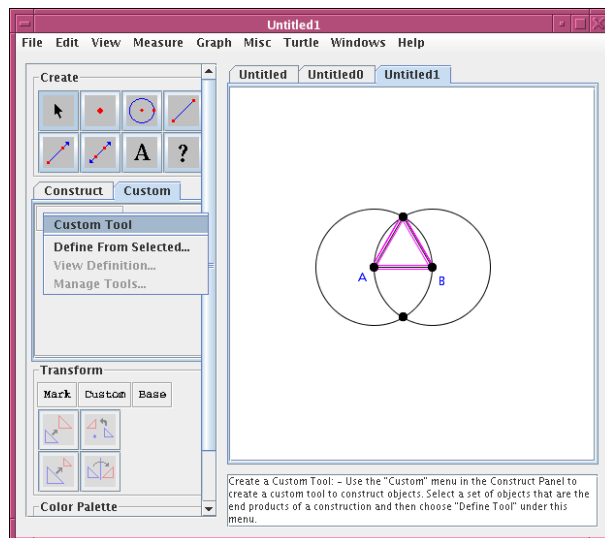 Untitled1
File Edit View Measure Graph Misc Turtle Windows Help
Create
A ?
Construct Custom
Custom Tool
Define From Selected...
View Definition...
Manage Tools...
Transform
Mark Custom Base
Color Palette
Untitled Untitled0 Untitled1
A B
Create a Custom Tool: - Use the "Custom" menu in the Construct Panel to
create a custom tool to construct objects. Select a set of objects that are the
end products of a construction and then choose "Define Tool" under this
menu.